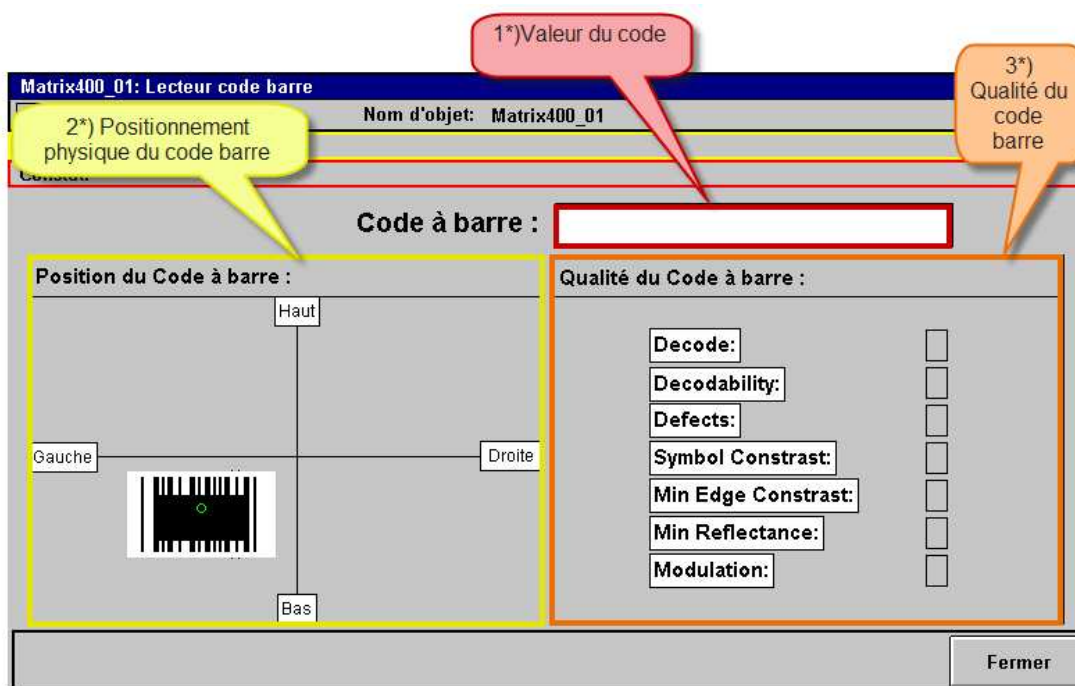 1*)Valeur du code
3*)
Qualité du
code
barre
Matrix400_01: Lecteur code barre
2*) Positionnement
physique du code barre
Nom d'objet: Matrix400_01
Code à barre :
Position du Code à barre :
Haut
Gauche
Droite
Bas
Qualité du Code à barre :
Decode:
Decodability:
Defects:
Symbol Constrast:
Min Edge Constrast:
Min Reflectance:
Modulation:
Fermer